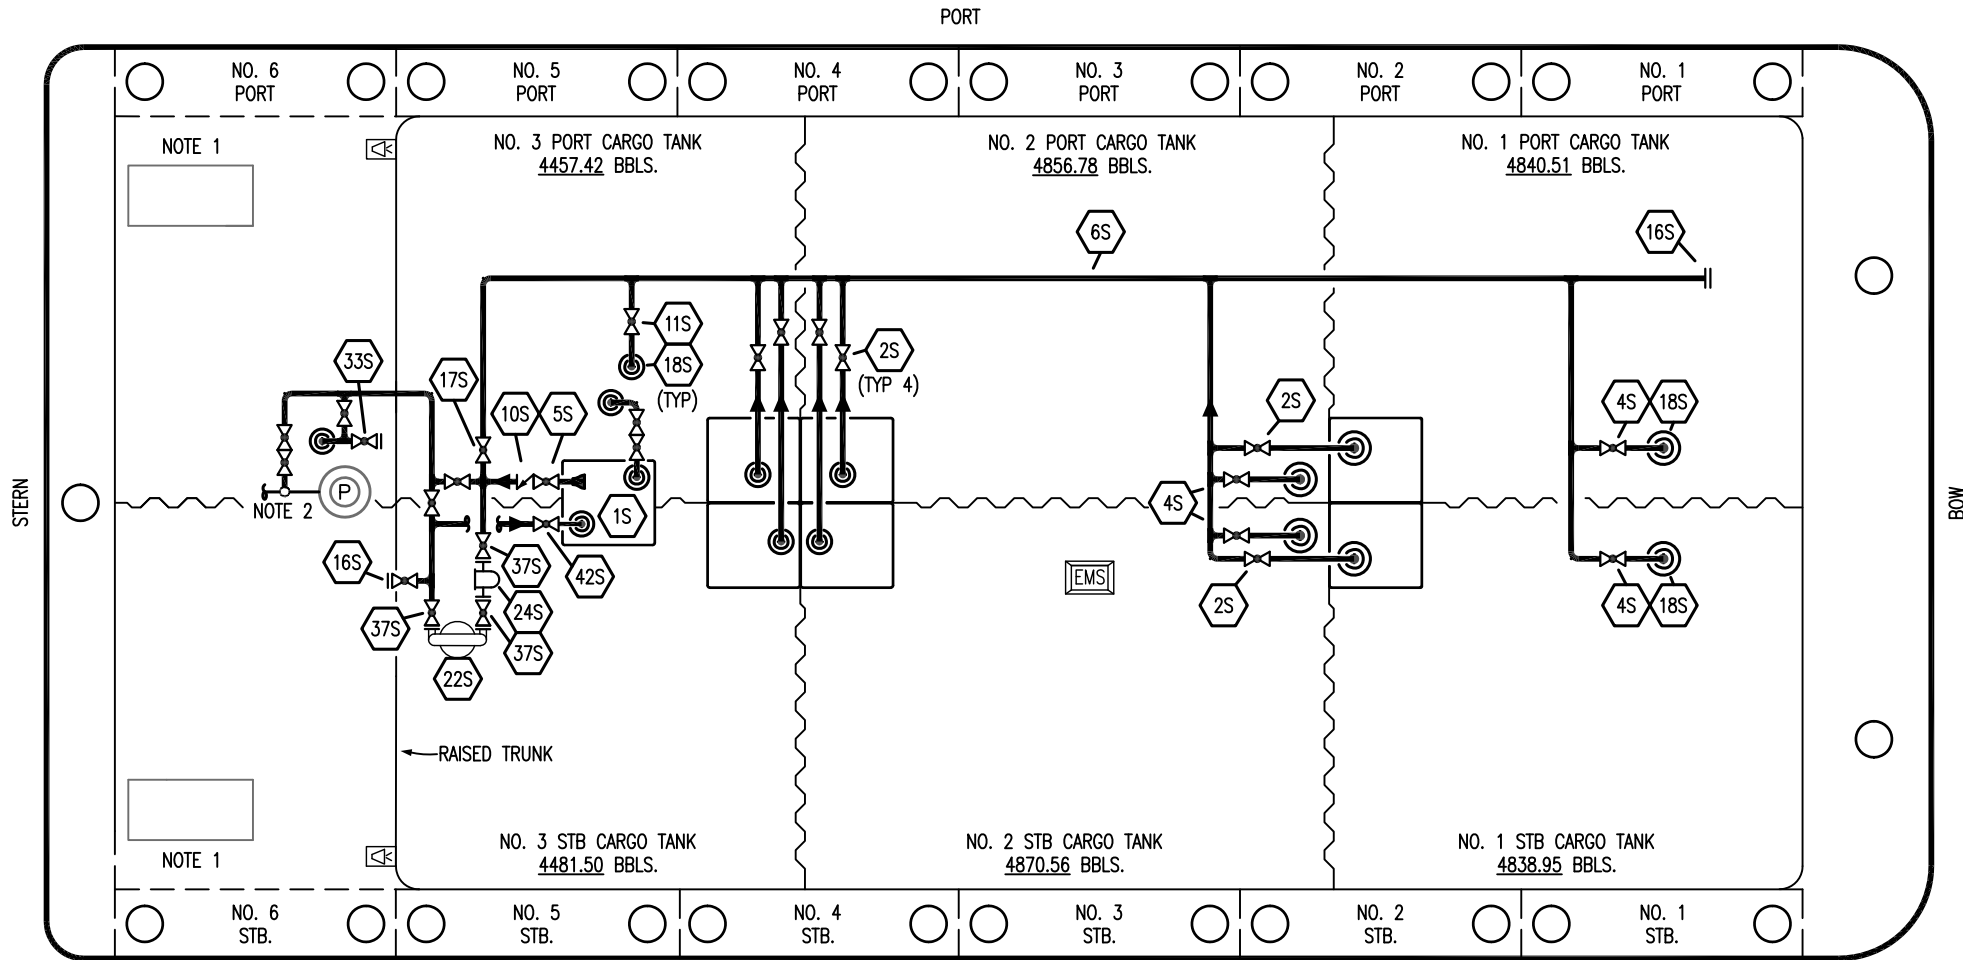 PORT
NO. 6
PORT
NO. 5
PORT
NO. 4
PORT
NO. 3
PORT
NO. 2
PORT
NO. 1
PORT
NOTE 1
NO. 3 PORT CARGO TANK
4457.42 BBLS.
NO. 2 PORT CARGO TANK
4856.78 BBLS.
NO. 1 PORT CARGO TANK
4840.51 BBLS.
6S
16S
11S
18S
(TYP)
2S
(TYP 4)
33S
17S
10S
5S
2S
4S
18S
STERN
P
NOTE 2
1S
4S
BOW
16S
37S
42S
EMS
24S
2S
4S
18S
37S
37S
22S
RAISED TRUNK
NOTE 1
NO. 3 STB CARGO TANK
4481.50 BBLS.
NO. 2 STB CARGO TANK
4870.56 BBLS.
NO. 1 STB CARGO TANK
4838.95 BBLS.
NO. 6
STB.
NO. 5
STB.
NO. 4
STB.
NO. 3
STB.
NO. 2
STB.
NO. 1
STB.